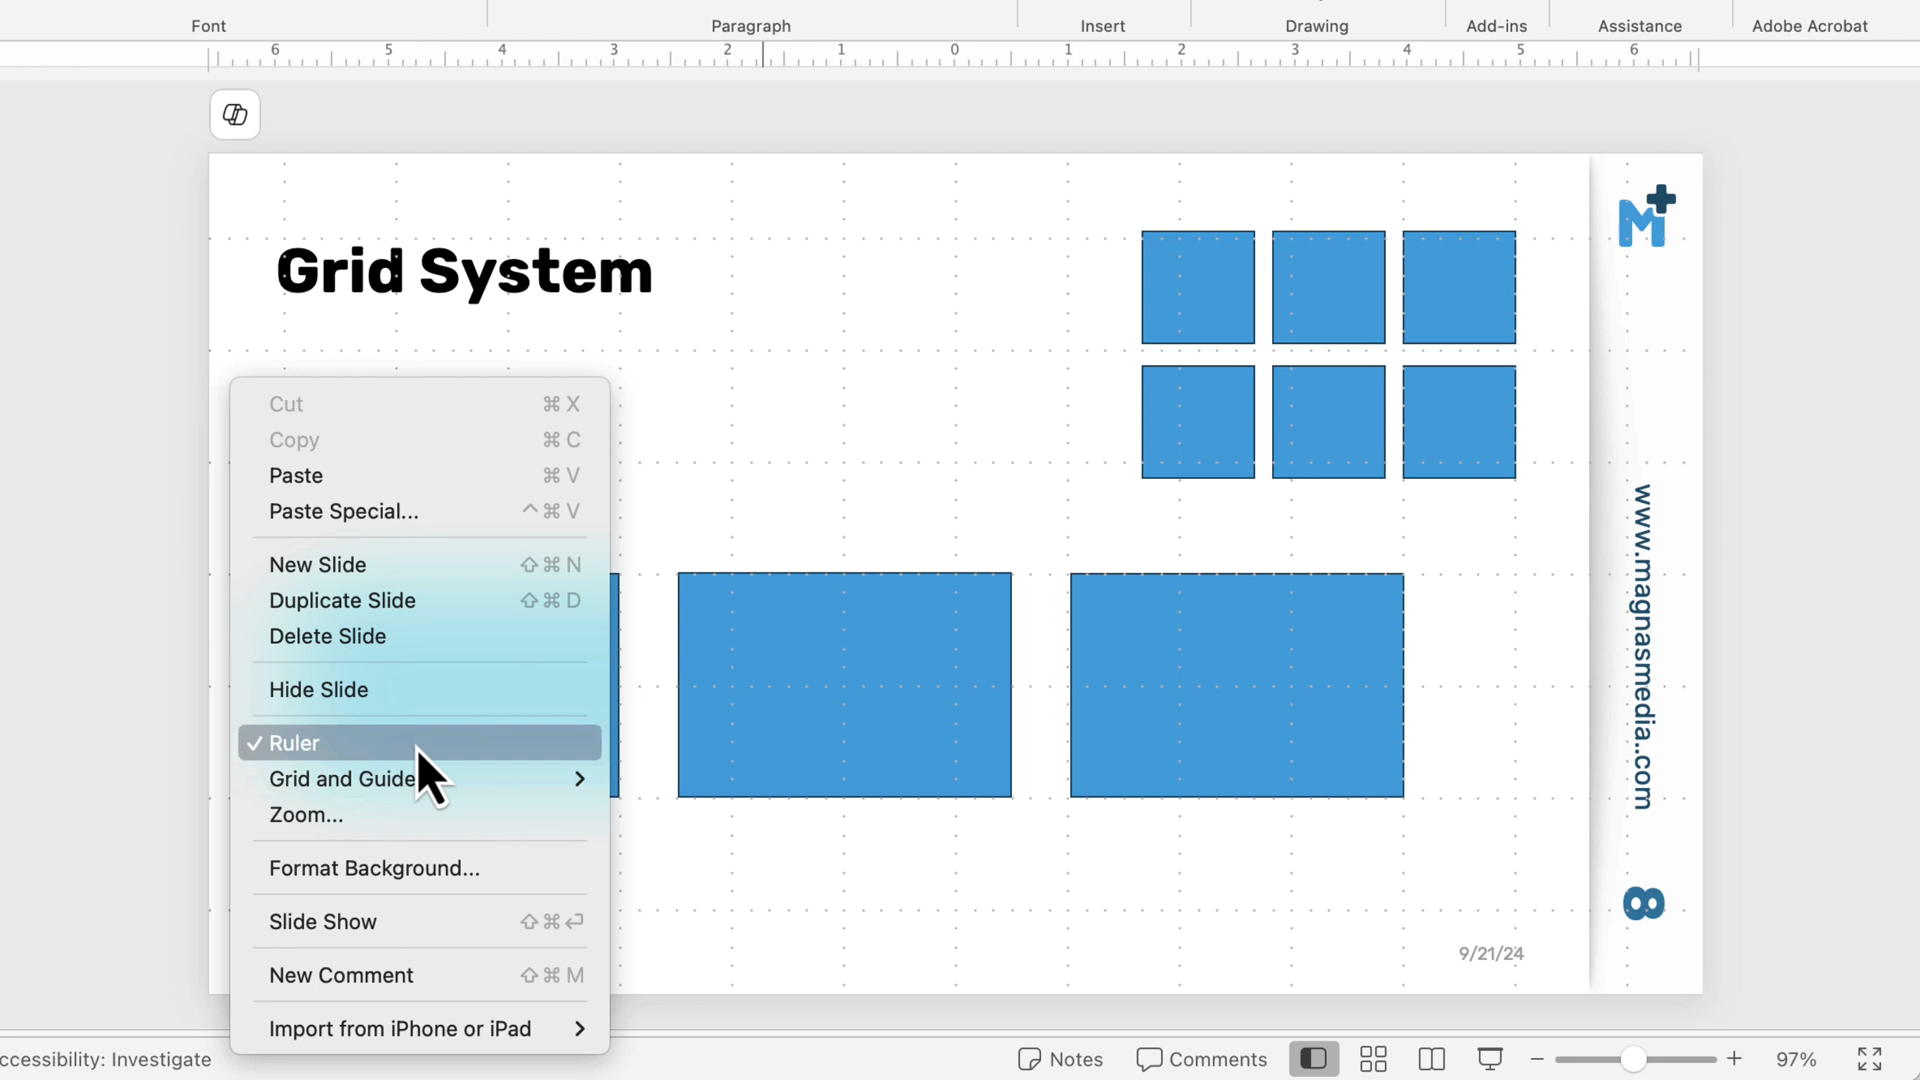 Font Paragraph Insert Drawing Add-ins Assistance Adobe Acrobat
6 5 4 3 2 1 0 1 2 3 4 5 6
M+
Grid System
Cut ⌘ X
Copy ⌘ C
Paste ⌘ V
Paste Special... ^ ⌘ V
New Slide ⇧ ⌘ N
Duplicate Slide ⇧ ⌘ D
Delete Slide
Hide Slide
✓ Ruler
Grid and Guide
Zoom...
Format Background...
Slide Show ⇧ ⌘ ↩
New Comment ⇧ ⌘ M
Import from iPhone or iPad
www.magnasmedia..com
8
9/21/24
ccessibility: Investigate
Notes Comments 97%